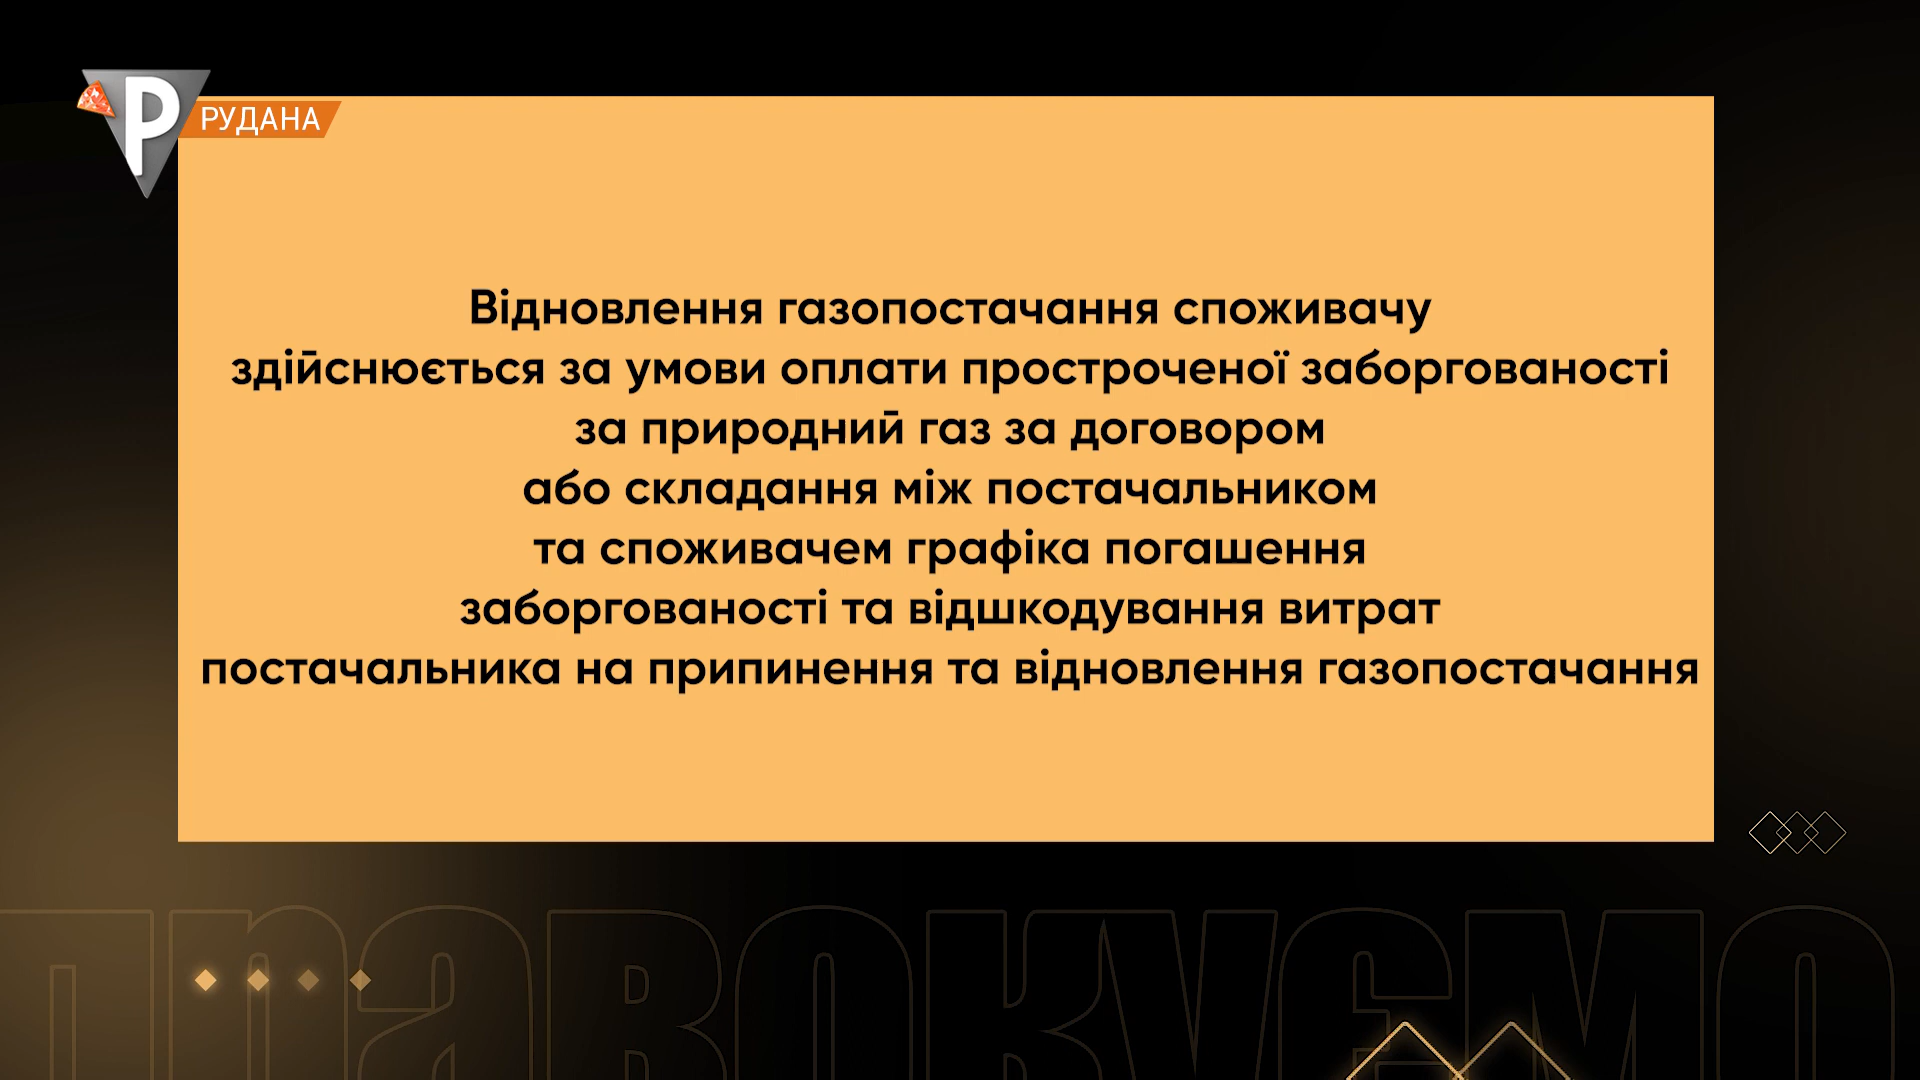 Р РУДАНА
Відновлення газопостачання споживачу
здійснюється за умови оплати простроченої заборгованості
за природний газ за договором
або складання між постачальником
та споживачем графіка погашення
заборгованості та відшкодування витрат
постачальника на припинення та відновлення газопостачання
правокуємо